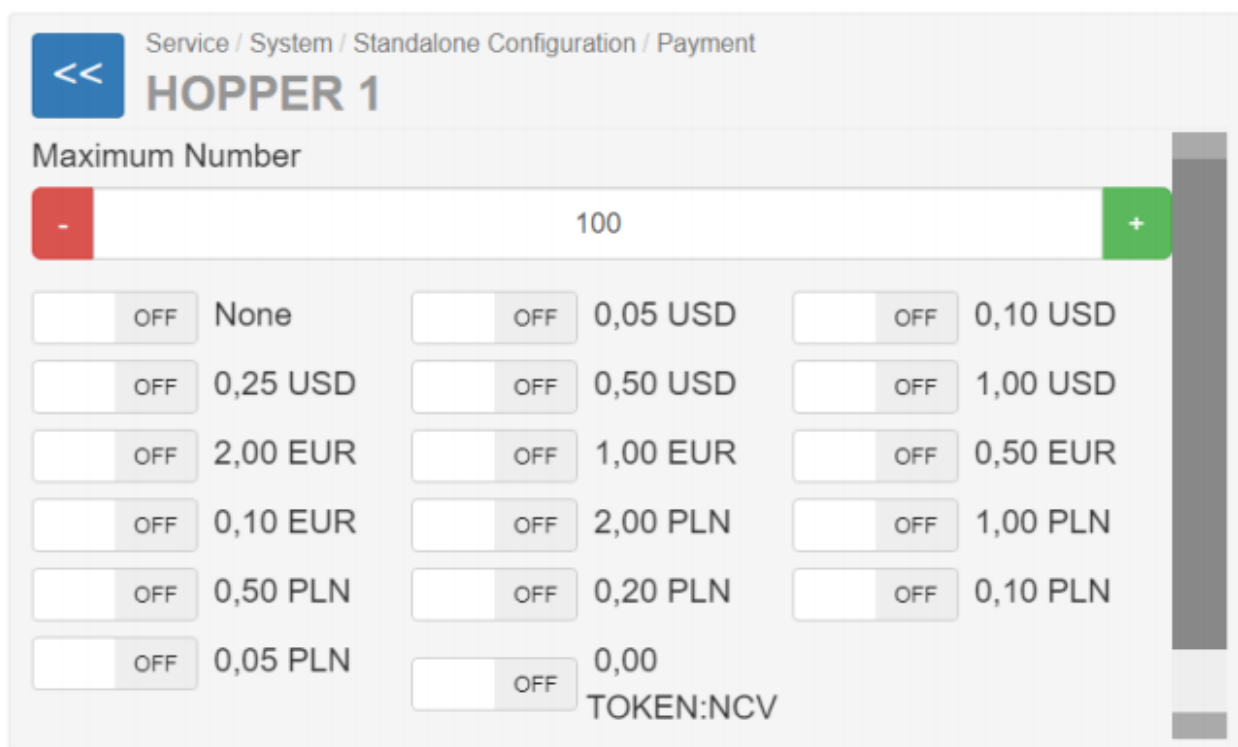 <<
Service / System / Standalone Configuration / Payment
HOPPER 1
Maximum Number
- 100 +
OFF None OFF 0,05 USD OFF 0,10 USD
OFF 0,25 USD OFF 0,50 USD OFF 1,00 USD
OFF 2,00 EUR OFF 1,00 EUR OFF 0,50 EUR
OFF 0,10 EUR OFF 2,00 PLN OFF 1,00 PLN
OFF 0,50 PLN OFF 0,20 PLN OFF 0,10 PLN
OFF 0,05 PLN OFF 0,00
TOKEN:NCV